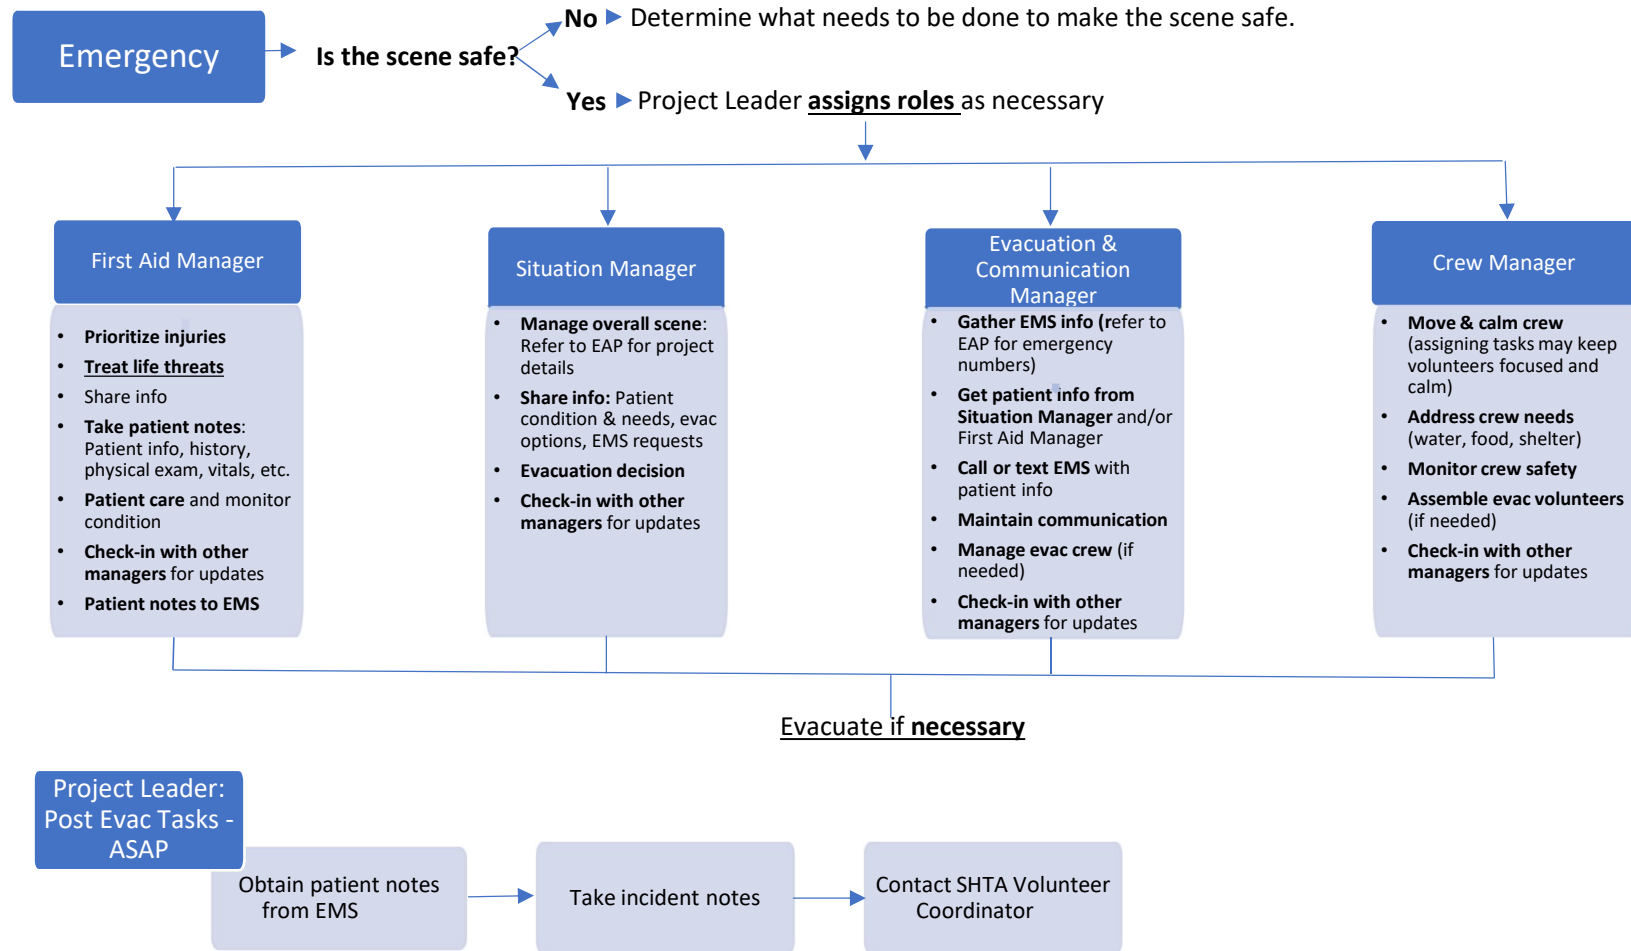 Emergency
Is the scene safe?
No ▶ Determine what needs to be done to make the scene safe.
Yes ▶ Project Leader assigns roles as necessary
First Aid Manager
• Prioritize injuries
• Treat life threats
• Share info
• Take patient notes:
Patient info, history,
physical exam, vitals, etc.
• Patient care and monitor
condition
• Check-in with other
managers for updates
• Patient notes to EMS
Situation Manager
• Manage overall scene:
Refer to EAP for project
details
• Share info: Patient
condition & needs, evac
options, EMS requests
• Evacuation decision
• Check-in with other
managers for updates
Evacuation &
Communication
Manager
• Gather EMS info (refer to
EAP for emergency
numbers)
• Get patient info from
Situation Manager and/or
First Aid Manager
• Call or text EMS with
patient info
• Maintain communication
• Manage evac crew (if
needed)
• Check-in with other
managers for updates
Crew Manager
• Move & calm crew
(assigning tasks may keep
volunteers focused and
calm)
• Address crew needs
(water, food, shelter)
• Monitor crew safety
• Assemble evac volunteers
(if needed)
• Check-in with other
managers for updates
Evacuate if necessary
Project Leader:
Post Evac Tasks -
ASAP
Obtain patient notes
from EMS
Take incident notes
Contact SHTA Volunteer
Coordinator